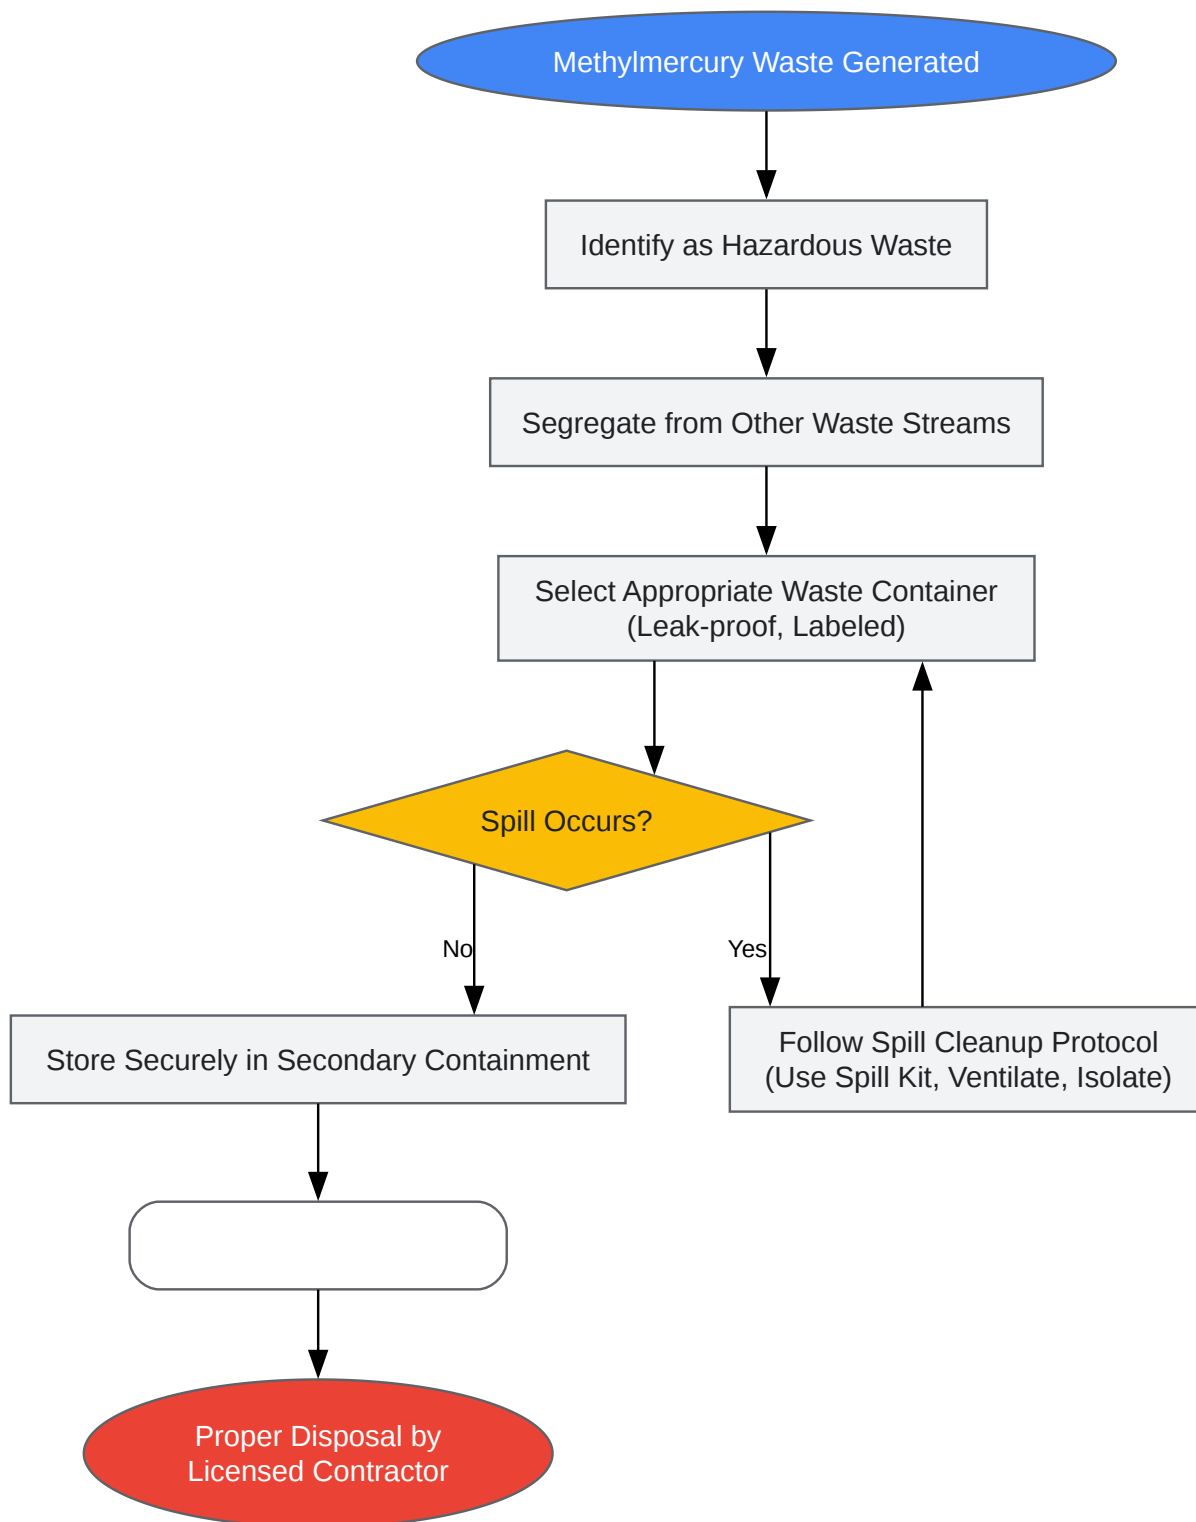 Methylmercury Waste Generated
Identify as Hazardous Waste
Segregate from Other Waste Streams
Select Appropriate Waste Container
(Leak-proof, Labeled)
Spill Occurs?
No
Yes
Store Securely in Secondary Containment
Follow Spill Cleanup Protocol
(Use Spill Kit, Ventilate, Isolate)
Proper Disposal by
Licensed Contractor